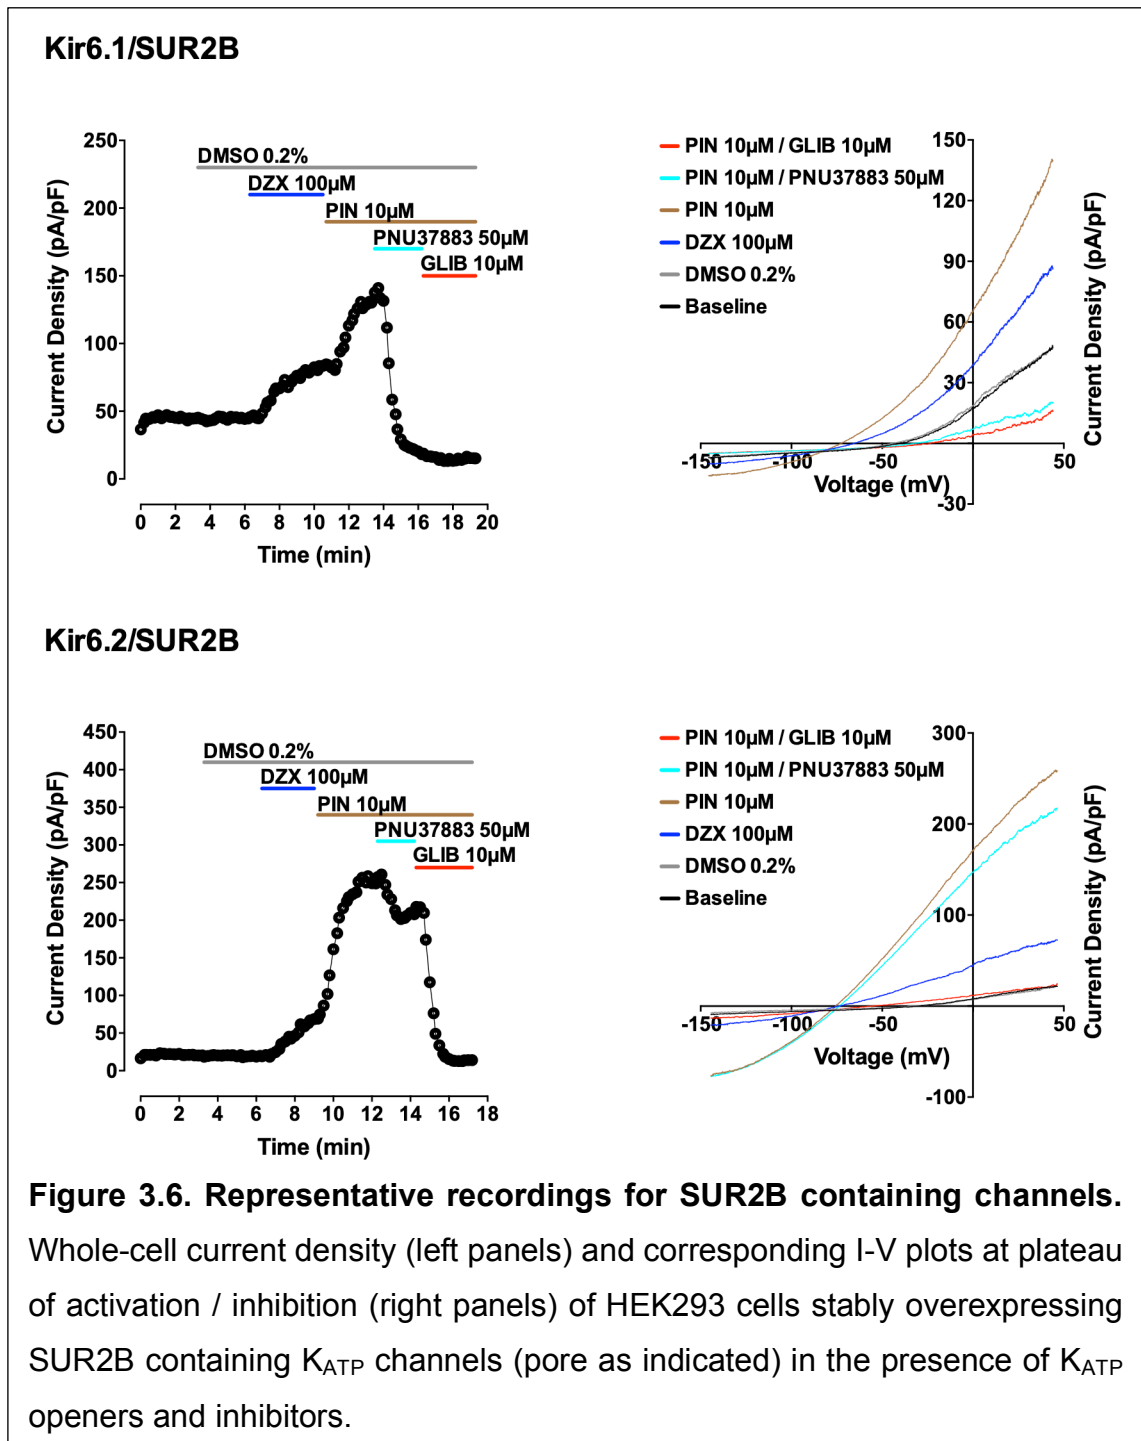 Kir6.1/SUR2B
250
200
150
100
50
0
Current Density (pA/pF)
DMSO 0.2%
DZX 100µM
PIN 10µM
PNU37883 50µM
GLIB 10µM
0 2 4 6 8 10 12 14 16 18 20
Time (min)
PIN 10µM / GLIB 10µM
PIN 10µM / PNU37883 50µM
PIN 10µM
DZX 100µM
DMSO 0.2%
Baseline
150
120
90
60
30
-30
Current Density (pA/pF)
-150 -100 -50 0 50
Voltage (mV)
Kir6.2/SUR2B
450
400
350
300
250
200
150
100
50
0
Current Density (pA/pF)
DMSO 0.2%
DZX 100µM
PIN 10µM
PNU37883 50µM
GLIB 10µM
0 2 4 6 8 10 12 14 16 18
Time (min)
PIN 10µM / GLIB 10µM
PIN 10µM / PNU37883 50µM
PIN 10µM
DZX 100µM
DMSO 0.2%
Baseline
300
200
100
-100
Current Density (pA/pF)
-150 -100 -50 0 50
Voltage (mV)
Figure 3.6. Representative recordings for SUR2B containing channels.
Whole-cell current density (left panels) and corresponding I-V plots at plateau
of activation / inhibition (right panels) of HEK293 cells stably overexpressing
SUR2B containing KATP channels (pore as indicated) in the presence of KATP
openers and inhibitors.